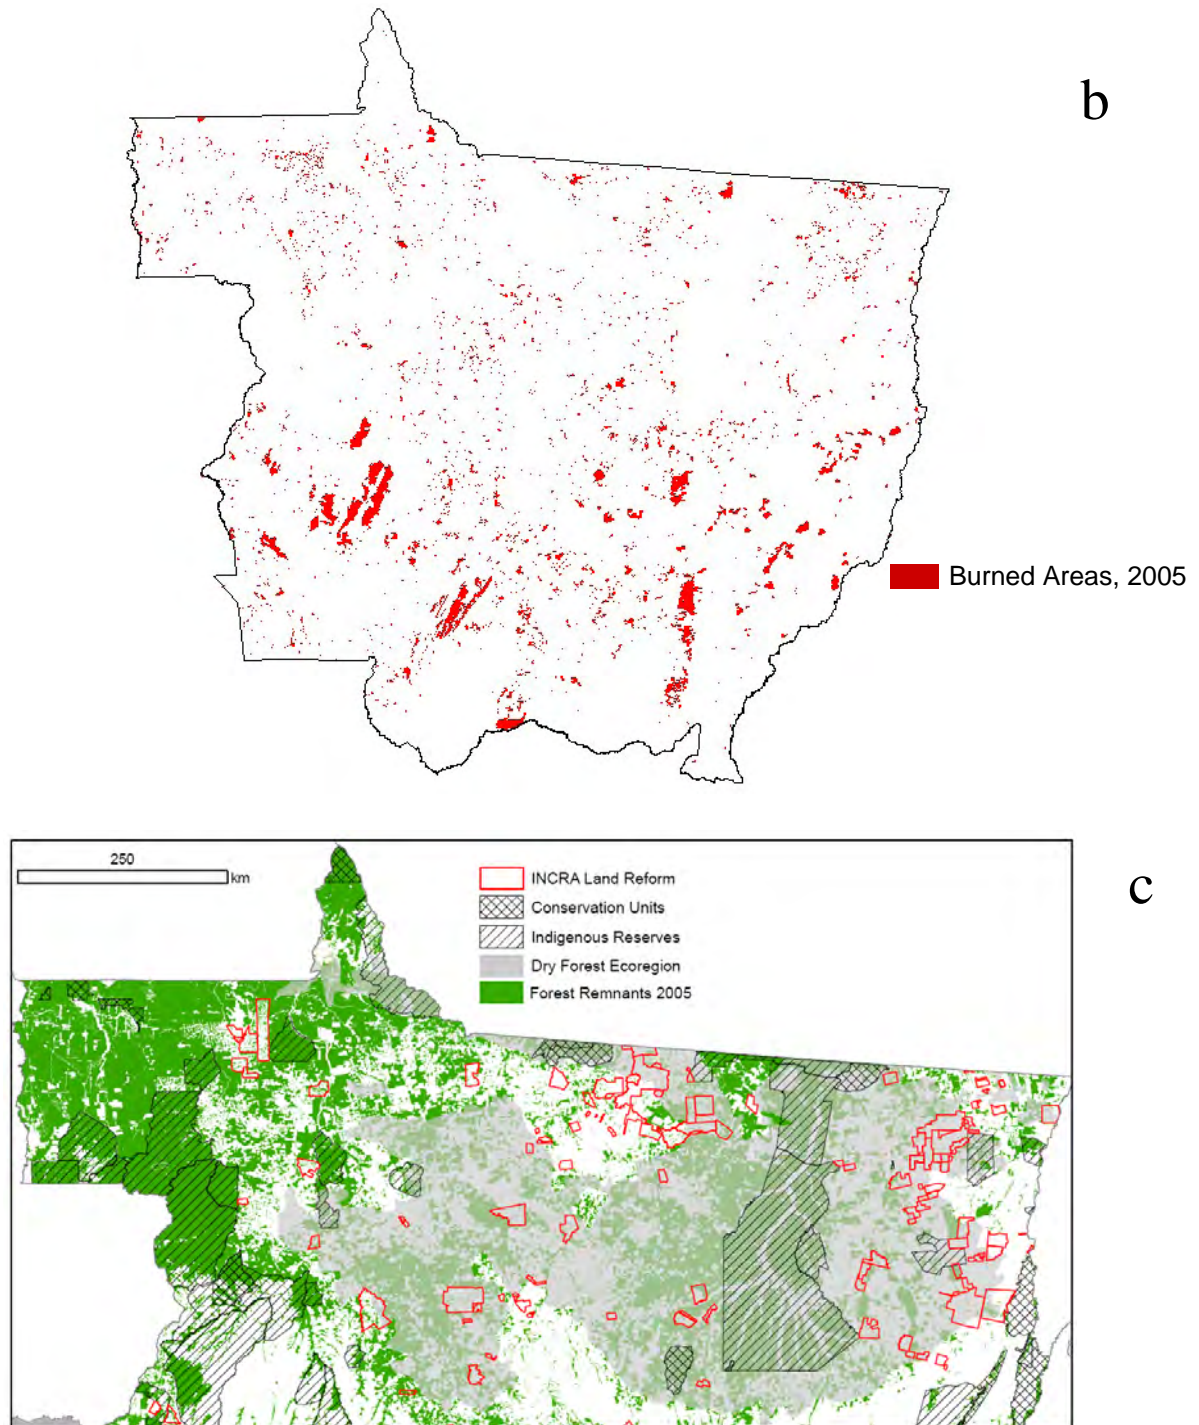 b
Burned Areas, 2005
250
km
INCRA Land Reform
Conservation Units
Indigenous Reserves
Dry Forest Ecoregion
Forest Remnants 2005
c